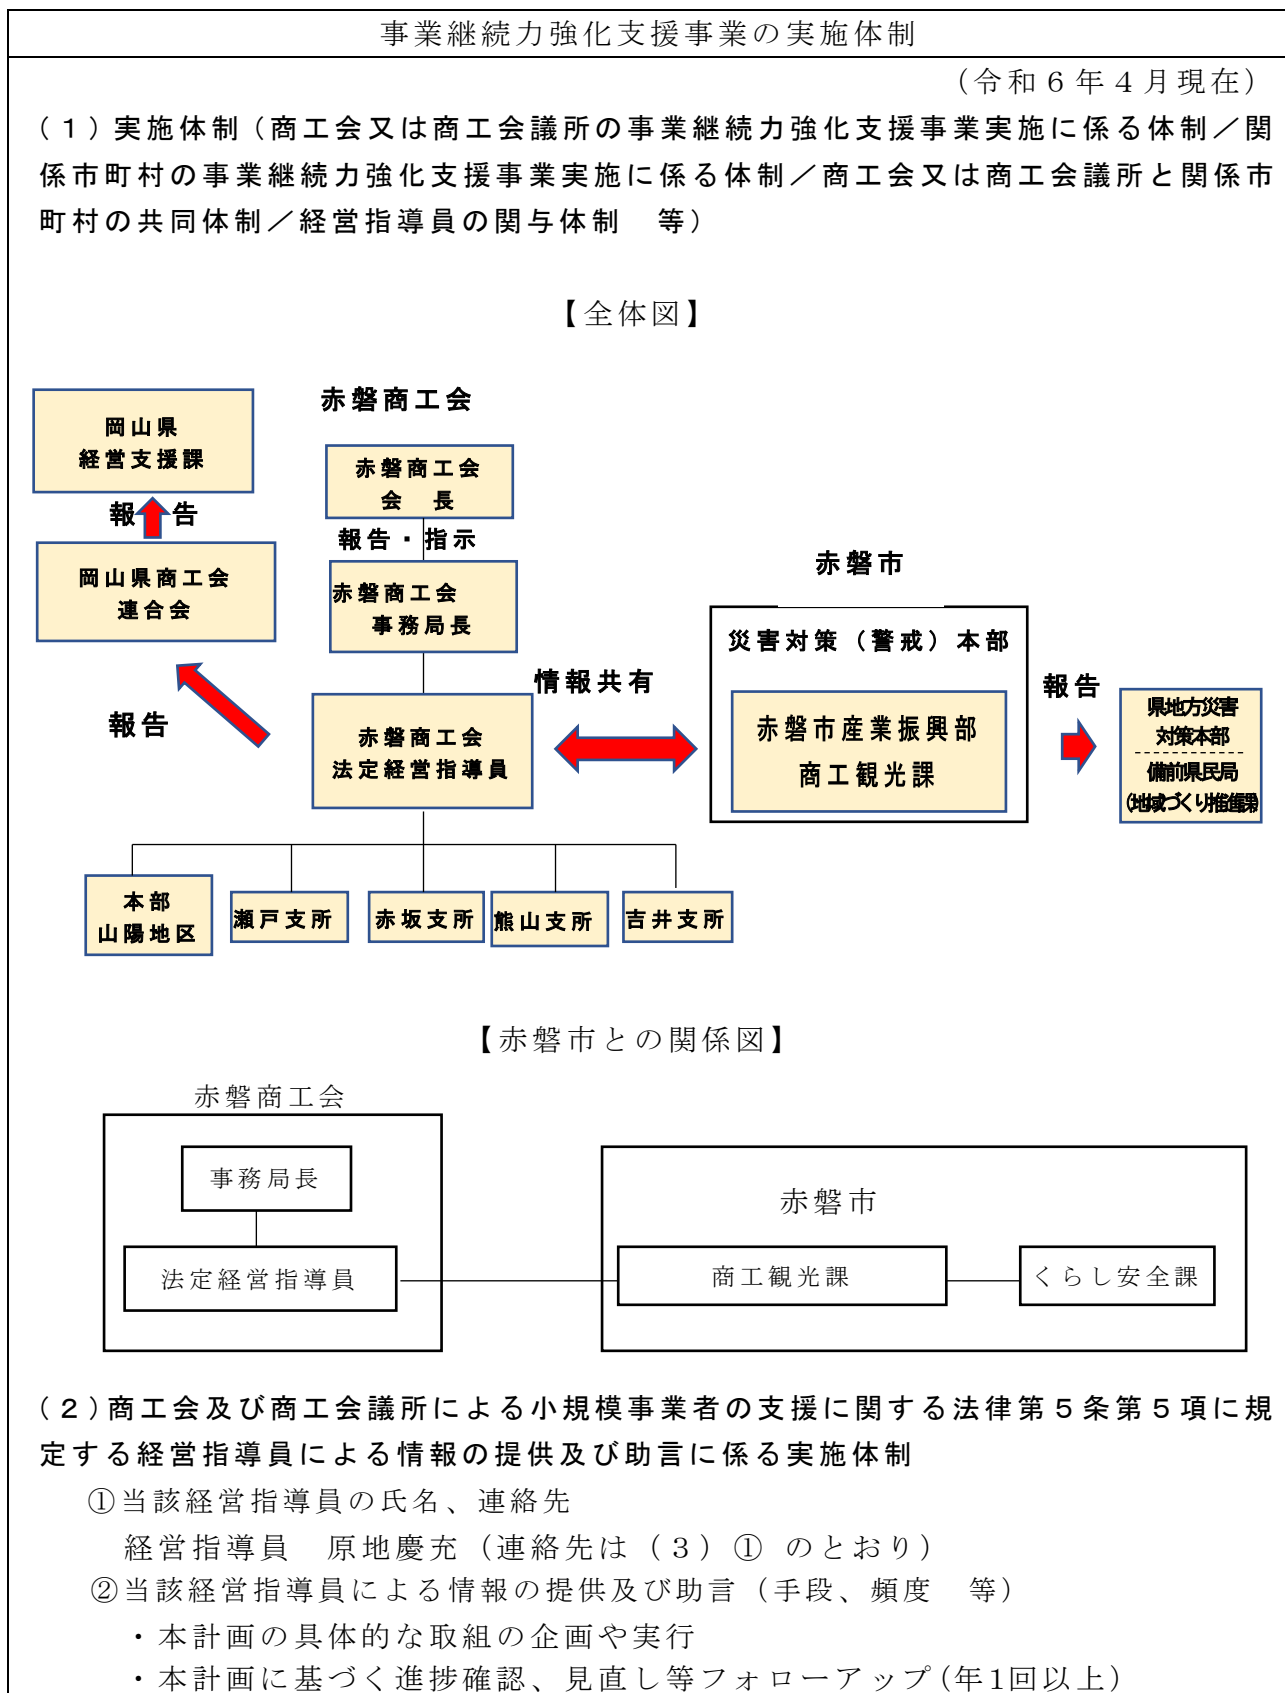 事業継続力強化支援事業の実施体制
（令和６年４月現在）
（１）実施体制（商工会又は商工会議所の事業継続力強化支援事業実施に係る体制／関
係市町村の事業継続力強化支援事業実施に係る体制／商工会又は商工会議所と関係市
町村の共同体制／経営指導員の関与体制　等）
【全体図】
赤磐商工会
岡山県
経営支援課
報告
岡山県商工会
連合会
報告
赤磐商工会
会　長
報告・指示
赤磐商工会
事務局長
赤磐商工会
法定経営指導員
情報共有
赤磐市
災害対策（警戒）本部
赤磐市産業振興部
商工観光課
報告
県地方災害
対策本部
備前県民局
(地域づくり推進課)
本部
山陽地区
瀬戸支所
赤坂支所
熊山支所
吉井支所
【赤磐市との関係図】
赤磐商工会
事務局長
法定経営指導員
赤磐市
商工観光課
くらし安全課
（２）商工会及び商工会議所による小規模事業者の支援に関する法律第５条第５項に規
定する経営指導員による情報の提供及び助言に係る実施体制
①当該経営指導員の氏名、連絡先
経営指導員　原地慶充（連絡先は（３）① のとおり）
②当該経営指導員による情報の提供及び助言（手段、頻度　等）
・本計画の具体的な取組の企画や実行
・本計画に基づく進捗確認、見直し等フォローアップ（年1回以上）